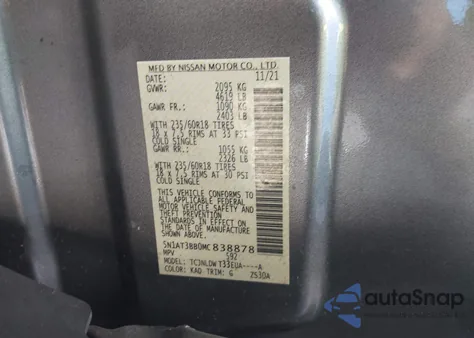 MFD BY NISSAN MOTOR CO., LTD.
DATE: 11/21
GVWR: 2095 KG
4619 LB
GAWR FR.: 1090 KG
2403 LB
WITH 235/60R18 TIRES
18 x 7.5 RIMS AT 33 PSI
COLD SINGLE
GAWR RR.: 1055 KG
2326 LB
WITH 235/60R18 TIRES
18 x 7.5 RIMS AT 30 PSI
COLD SINGLE
THIS VEHICLE CONFORMS TO
ALL APPLICABLE FEDERAL
MOTOR VEHICLE SAFETY AND
THEFT PREVENTION
STANDARDS IN EFFECT ON
THE DATE OF MANUFACTURE
SHOWN ABOVE.
5N1AT3BB0MC838878
MPV S92
MODEL: TCJNLDWT33EUA----A
COLOR: KAD TRIM: G Z530A
autoSnap